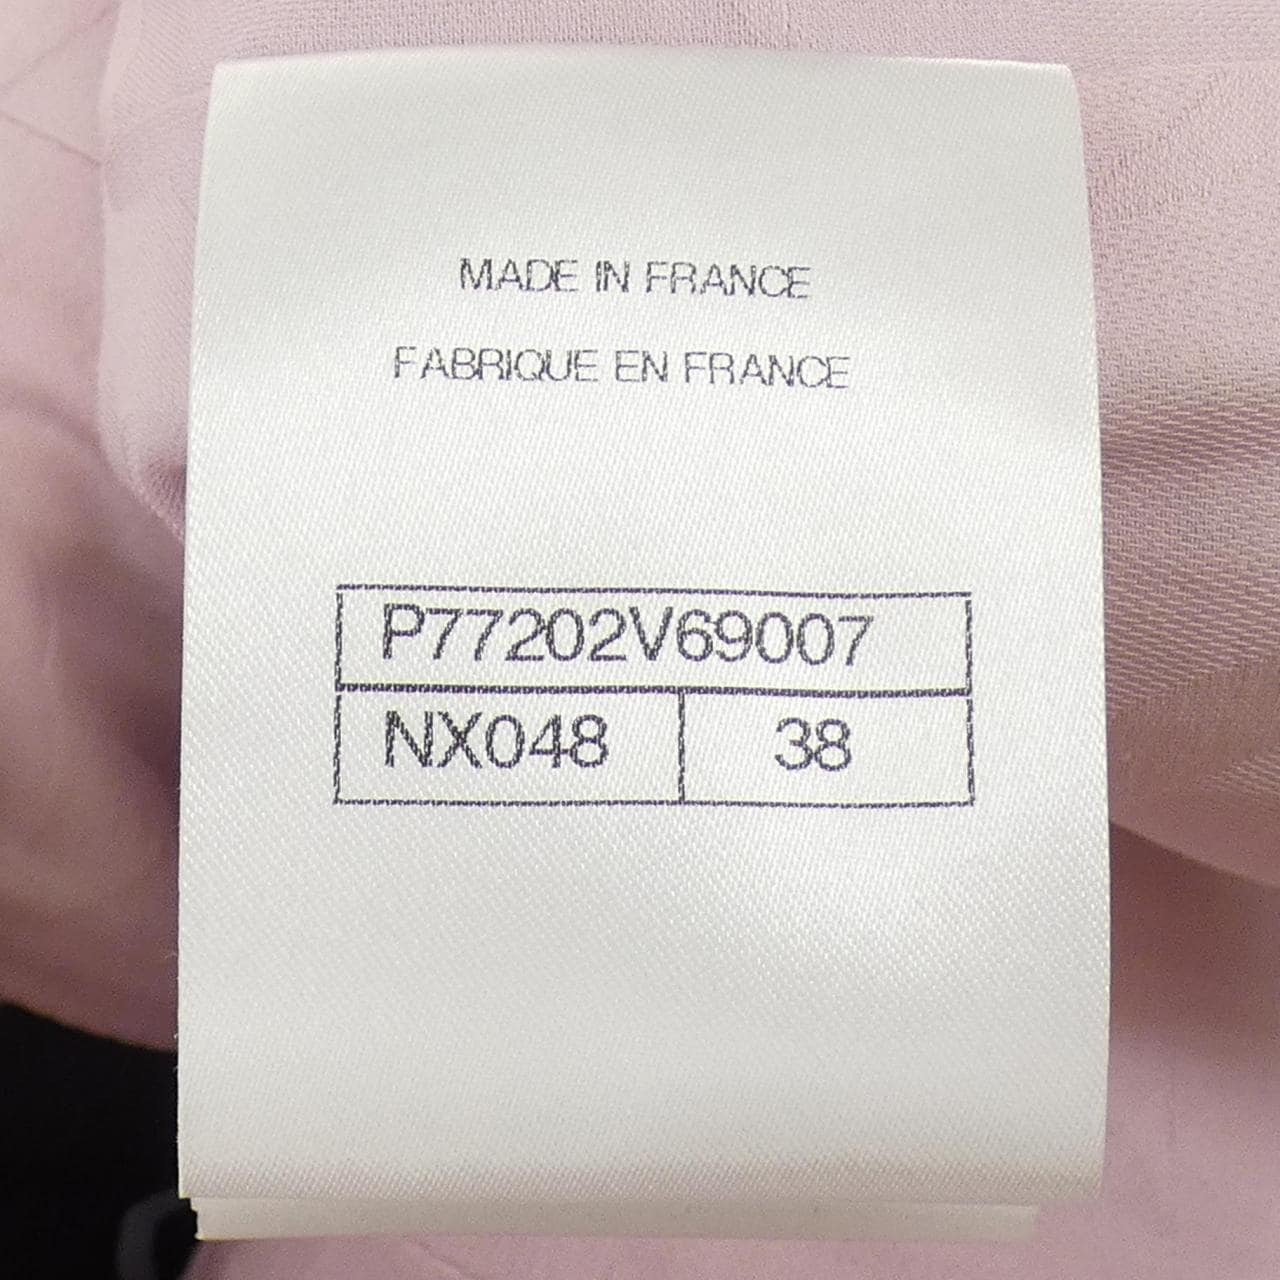 MADE IN FRANCE
FABRIQUE EN FRANCE
P77202V69007
NX048 38